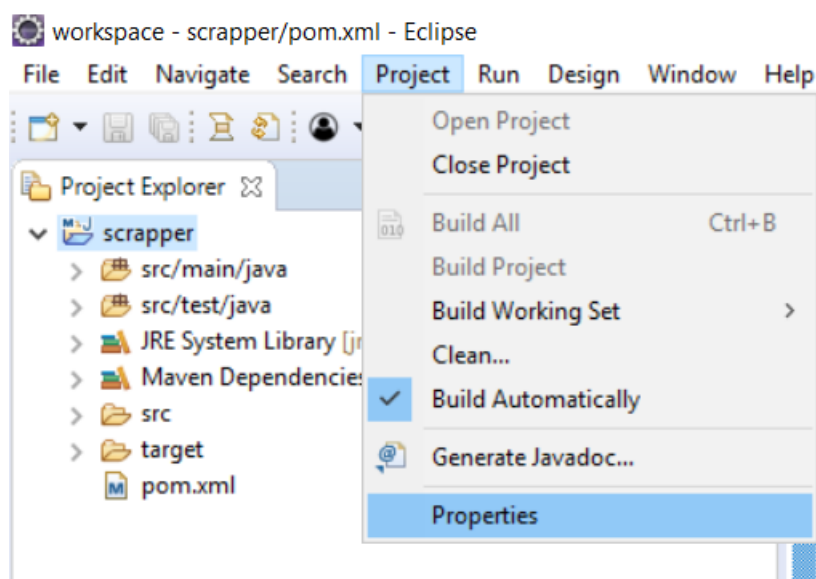 workspace - scrapper/pom.xml - Eclipse
File Edit Navigate Search Project Run Design Window Help
Project Explorer
scrapper
src/main/java
src/test/java
JRE System Library
Maven Dependencies
src
target
pom.xml
Open Project
Close Project
Build All Ctrl+B
Build Project
Build Working Set
Clean...
Build Automatically
Generate Javadoc...
Properties